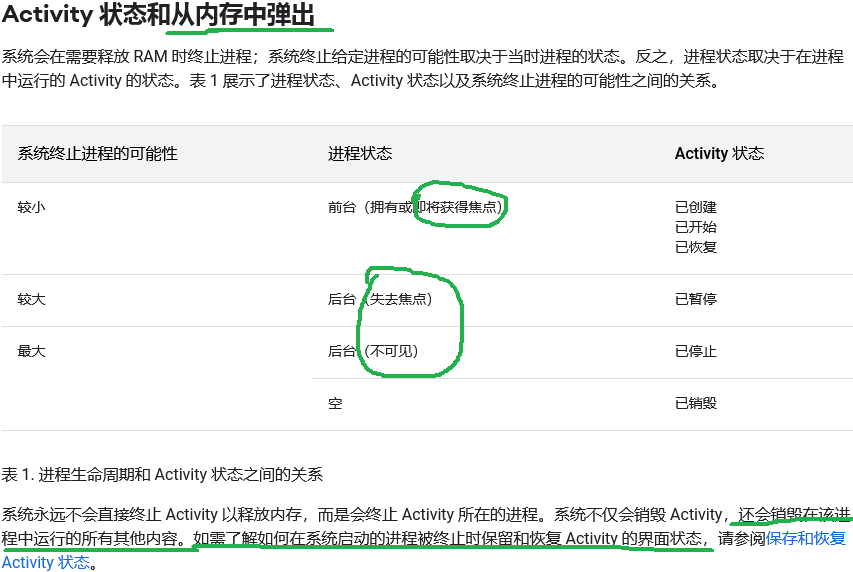 Activity 状态和从内存中弹出
系统会在需要释放 RAM 时终止进程；系统终止给定进程的可能性取决于当时进程的状态。反之，进程状态取决于在进程
中运行的 Activity 的状态。表 1 展示了进程状态、Activity 状态以及系统终止进程的可能性之间的关系。
系统终止进程的可能性 进程状态 Activity 状态
较小 前台（拥有或即将获得焦点） 已创建
已开始
已恢复
较大 后台（失去焦点） 已暂停
最大 后台（不可见） 已停止
空 已销毁
表 1. 进程生命周期和 Activity 状态之间的关系
系统永远不会直接终止 Activity 以释放内存，而是会终止 Activity 所在的进程。系统不仅会销毁 Activity，还会销毁在该进
程中运行的所有其他内容。如需了解如何在系统启动的进程被终止时保留和恢复 Activity 的界面状态，请参阅保存和恢复
Activity 状态。